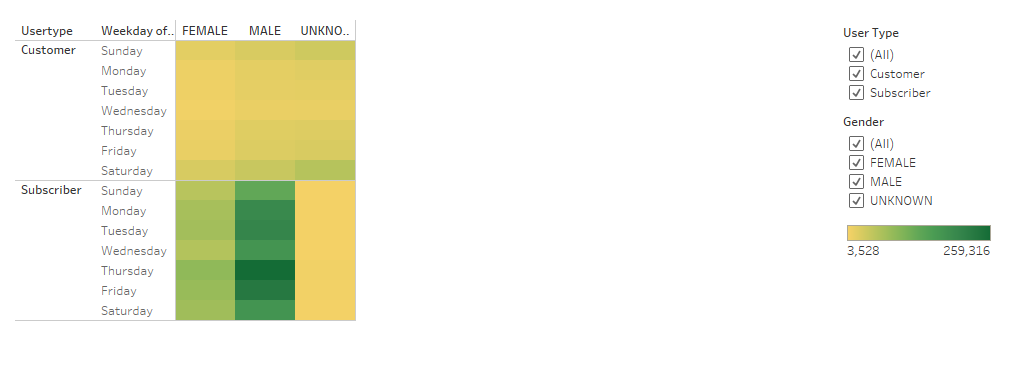 Usertype Weekday of.. FEMALE MALE UNKNO..
Customer Sunday
Monday
Tuesday
Wednesday
Thursday
Friday
Saturday
Subscriber Sunday
Monday
Tuesday
Wednesday
Thursday
Friday
Saturday
User Type
(All)
Customer
Subscriber
Gender
(All)
FEMALE
MALE
UNKNOWN
3,528 259,316